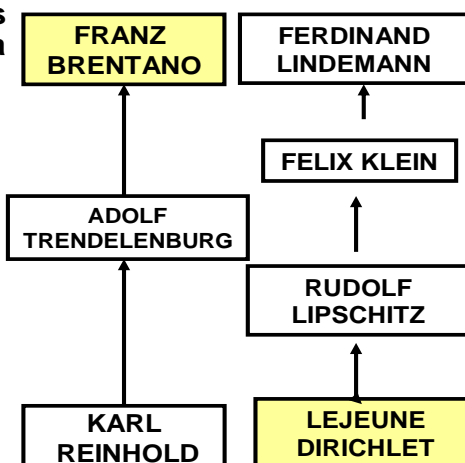 s
a
FRANZ
BRENTANO
FERDINAND
LINDEMANN
FELIX KLEIN
ADOLF
TRENDELENBURG
RUDOLF
LIPSCHITZ
KARL
REINHOLD
LEJEUNE
DIRICHLET